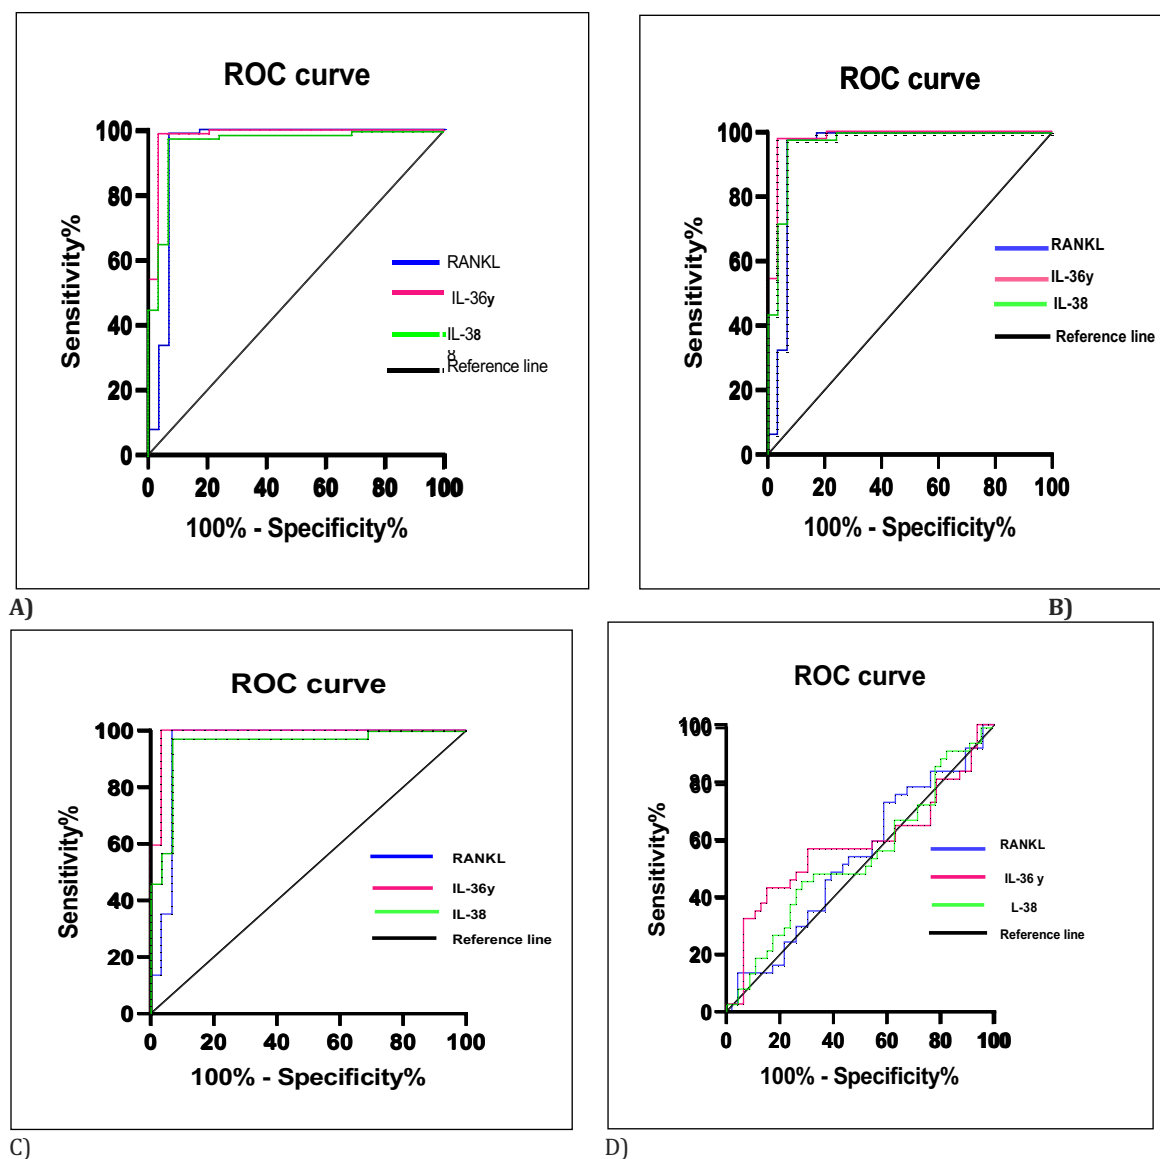 ROC curve
100
80
60
40
20
0
Sensitivity%
RANKL
IL-36y
IL-38
8
Reference line
0 20 40 60 80 100
100% - Specificity%
A)
ROC curve
100
80
60
40
20
0
Sensitivity%
RANKL
IL-36y
IL-38
Reference line
0 20 40 60 80 100
100% - Specificity%
B)
ROC curve
100
80
60
40
20
0
Sensitivity%
RANKL
IL-36y
IL-38
Reference line
0 20 40 60 80 100
100% - Specificity%
C)
ROC curve
100
80
60
40
20
0
Sensitivity%
RANKL
IL-36 y
L-38
Reference line
0 20 40 60 80 100
100% - Specificity%
D)